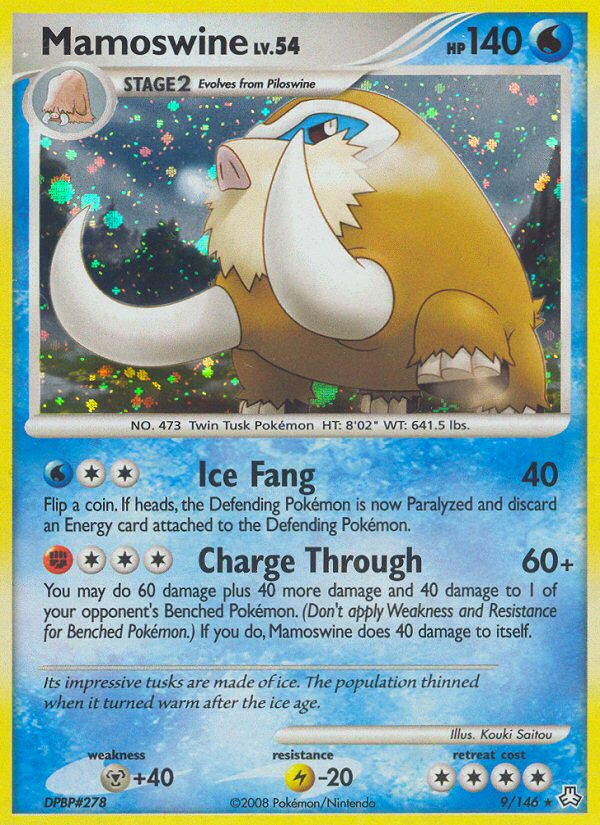 Mamoswine LV.54 HP 140
STAGE2 Evolves from Piloswine
NO. 473 Twin Tusk Pokémon HT: 8'02" WT: 641.5 lbs.
Ice Fang 40
Flip a coin. If heads, the Defending Pokémon is now Paralyzed and discard
an Energy card attached to the Defending Pokémon.
Charge Through 60+
You may do 60 damage plus 40 more damage and 40 damage to 1 of
your opponent's Benched Pokémon. (Don't apply Weakness and Resistance
for Benched Pokémon.) If you do, Mamoswine does 40 damage to itself.
Its impressive tusks are made of ice. The population thinned
when it turned warm after the ice age.
Illus. Kouki Saitou
weakness resistance retreat cost
+40 -20
DPBP#278 ©2008 Pokémon/Nintendo 9/146 ★